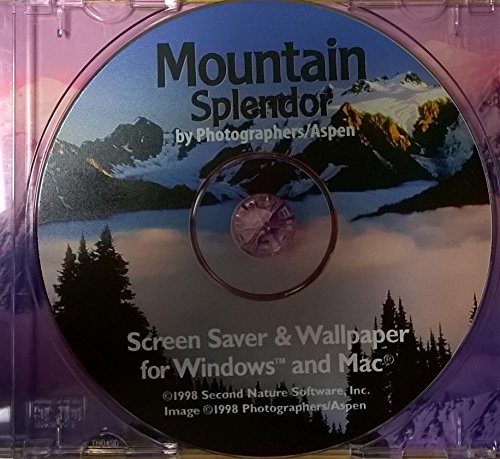 Mountain
Splendor
by Photographers/Aspen
Screen Saver & Wallpaper
for Windows™ and Mac®
©1998 Second Nature Software, Inc.
Image ©1998 Photographers/Aspen